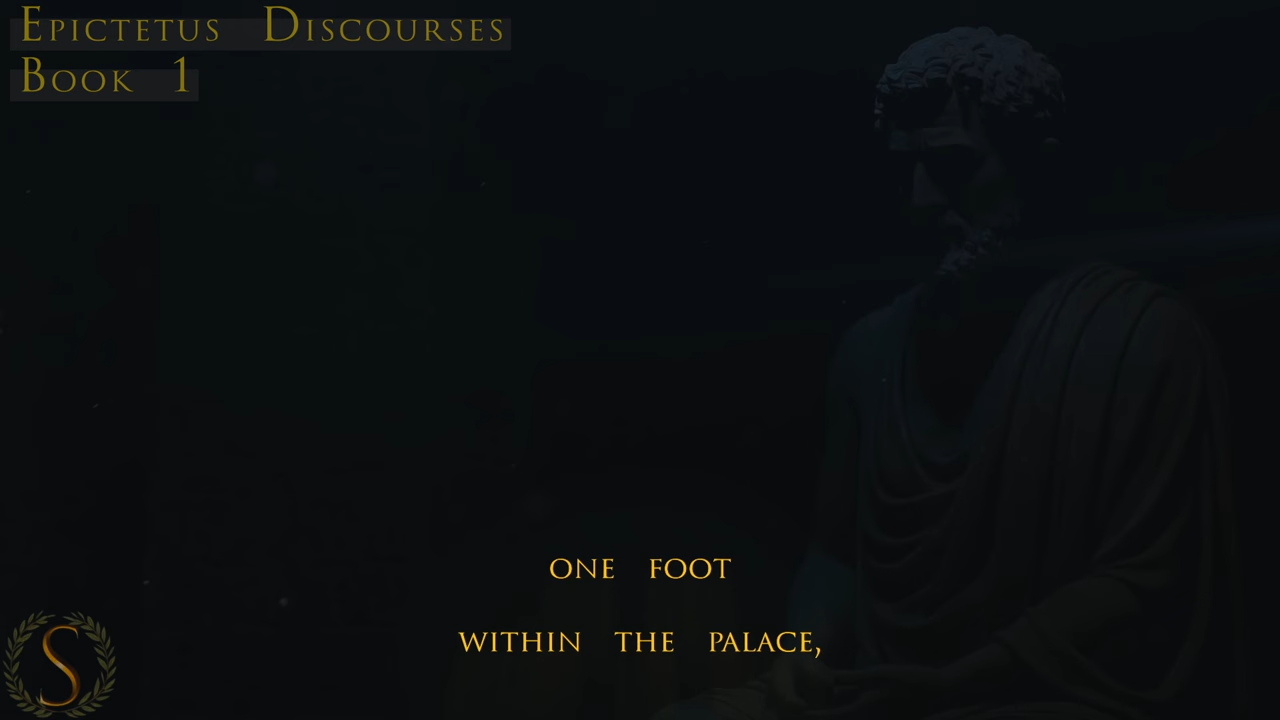 Epictetus Discourses
Book 1
one foot
within the palace,
S